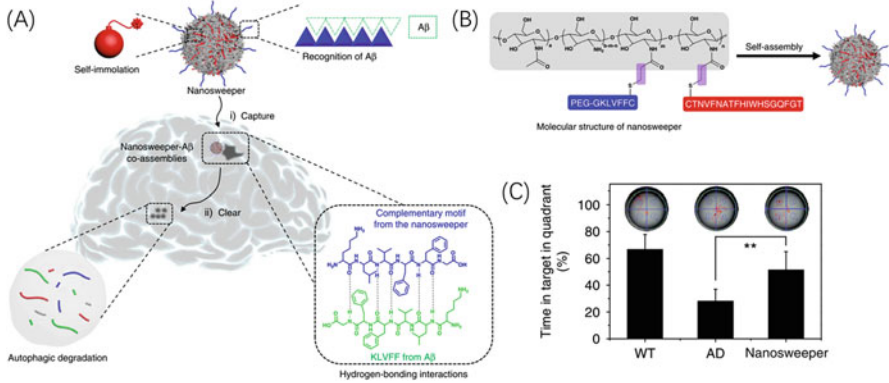 (A)
Self-immolation
Nanosweeper
Aβ
Recognition of Aβ
i) Capture
Nanosweeper-Aβ
co-assemblies
ii) Clear
Autophagic degradation
Complementary motif
from the nanosweeper
KLVFF from Aβ
Hydrogen-bonding interactions
(B)
Self-assembly
PEG-GKLVFFC
CTNVFNATFHIWHSGQFGT
Molecular structure of nanosweeper
(C)
Time in target in quadrant
(%)
100
80
60
40
20
0
**
WT
AD
Nanosweeper